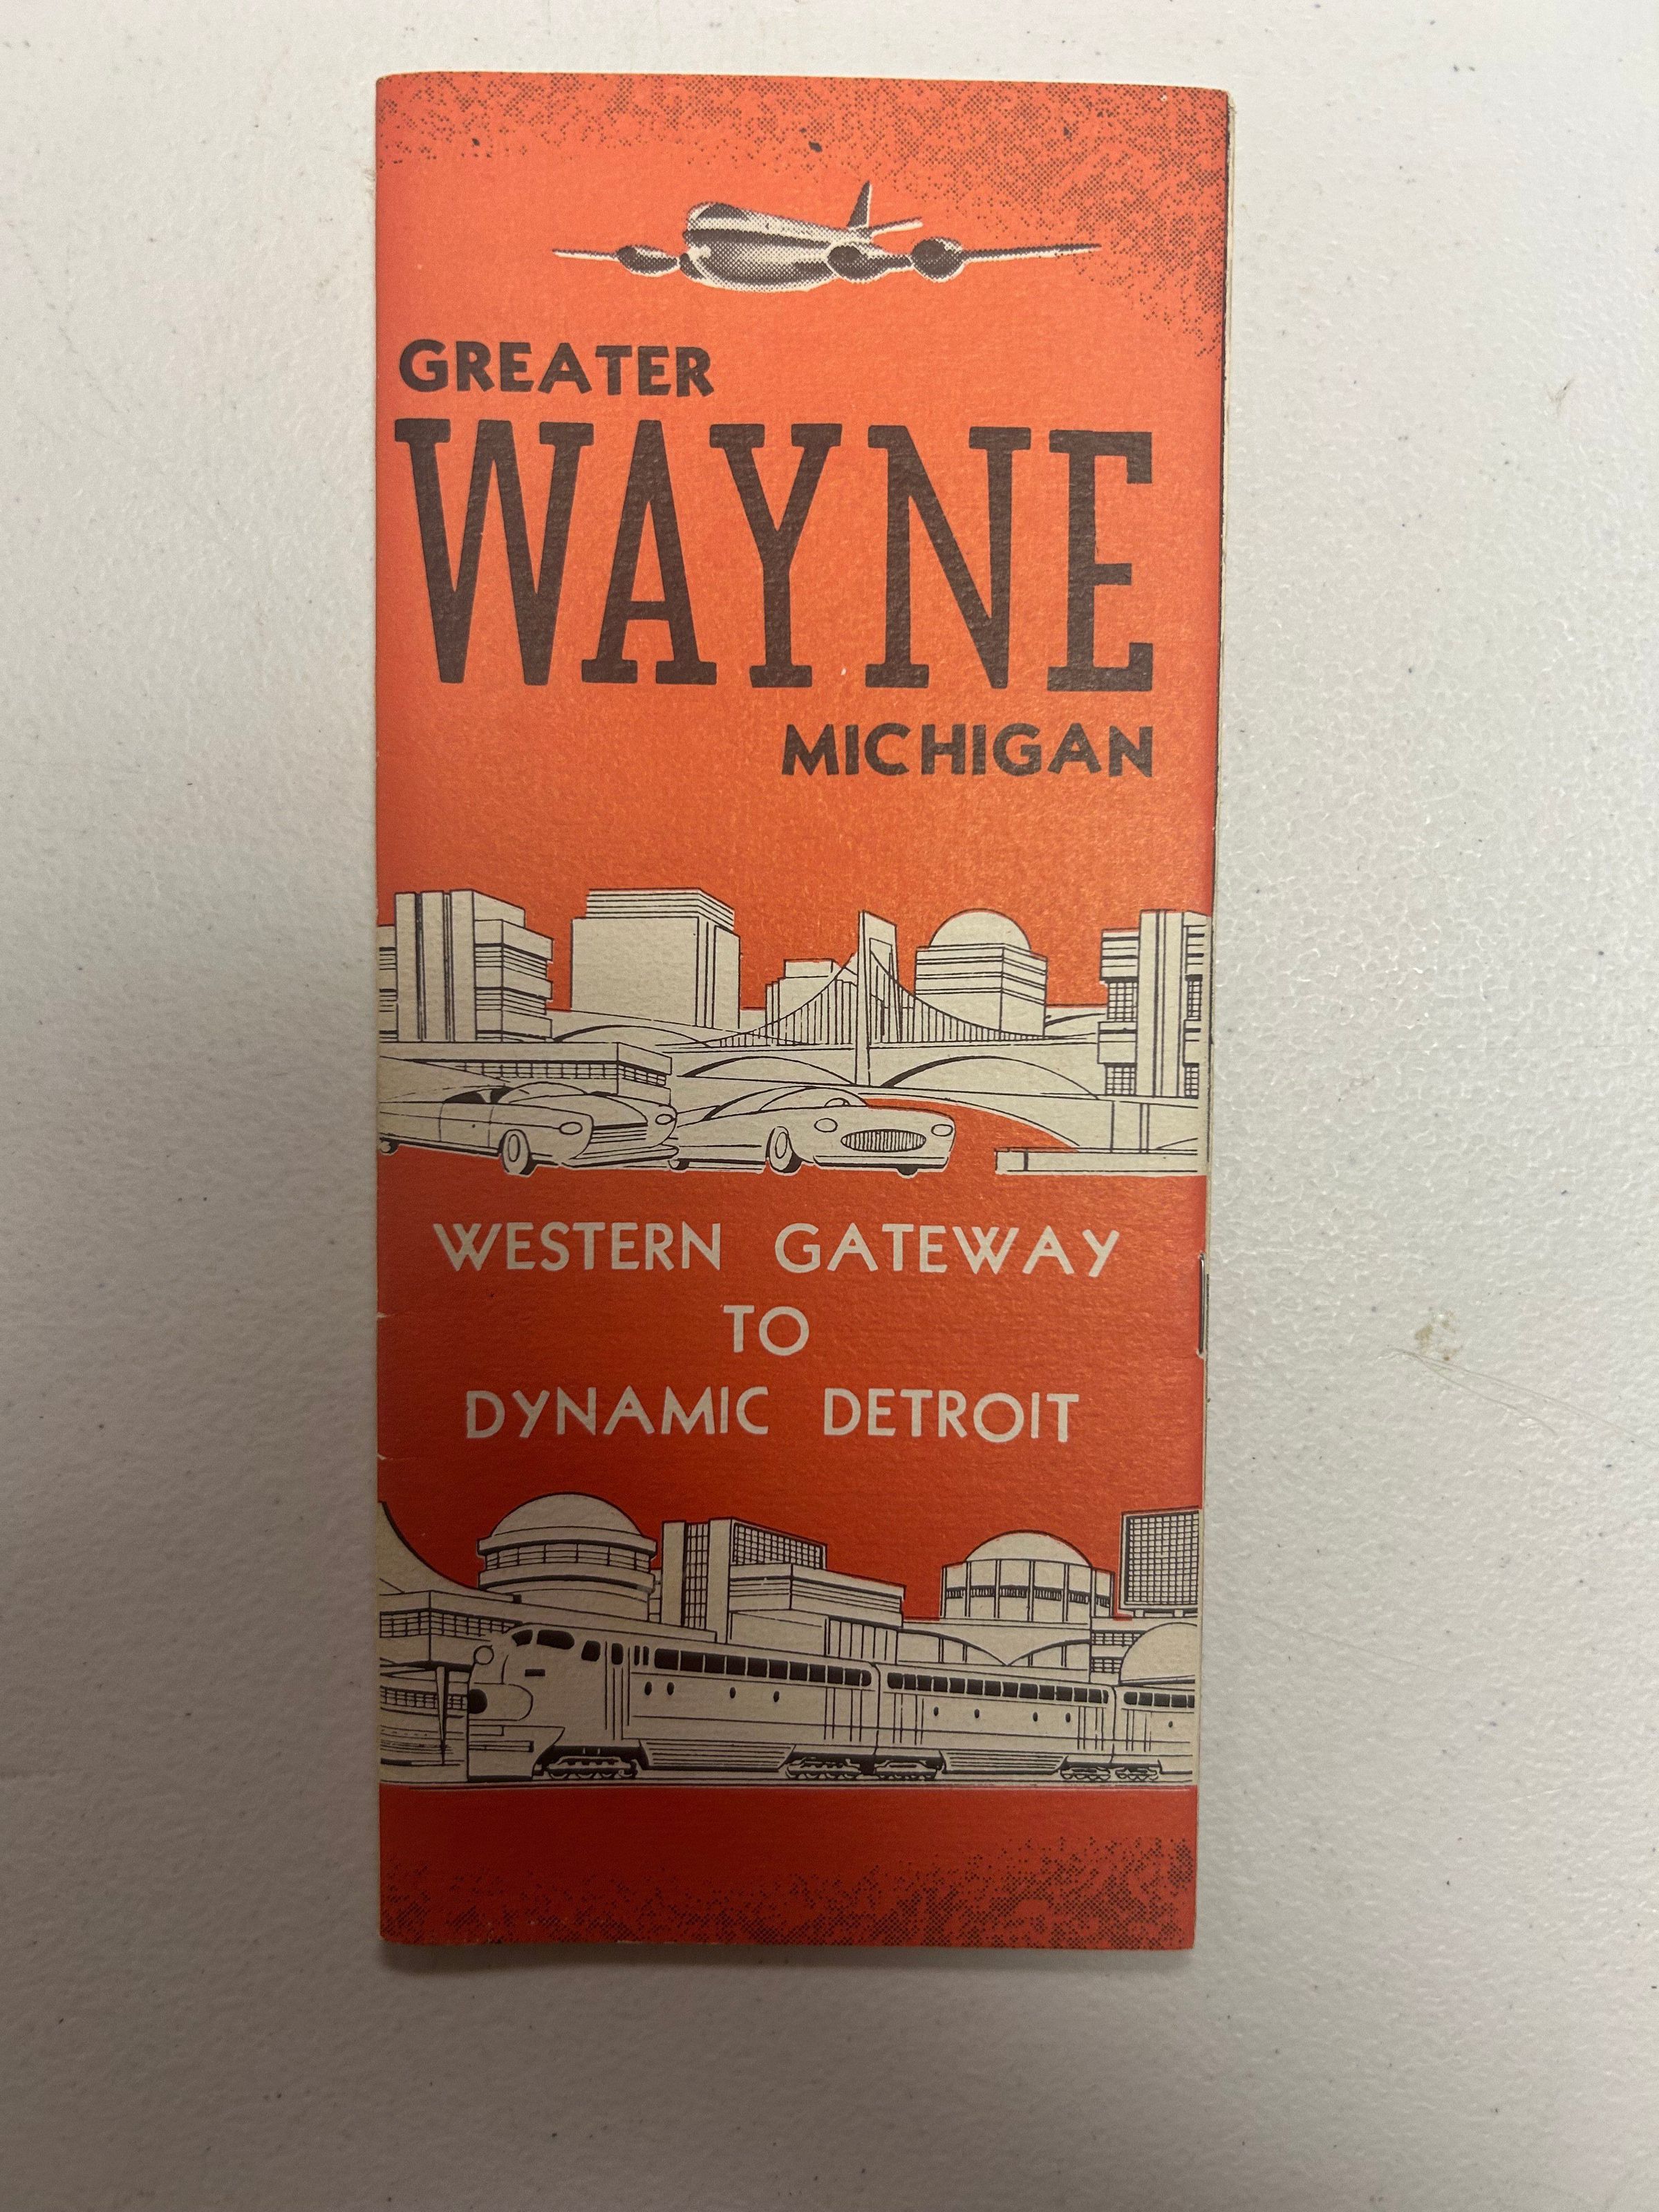 GREATER
WAYNE
MICHIGAN
WESTERN GATEWAY
TO
DYNAMIC DETROIT